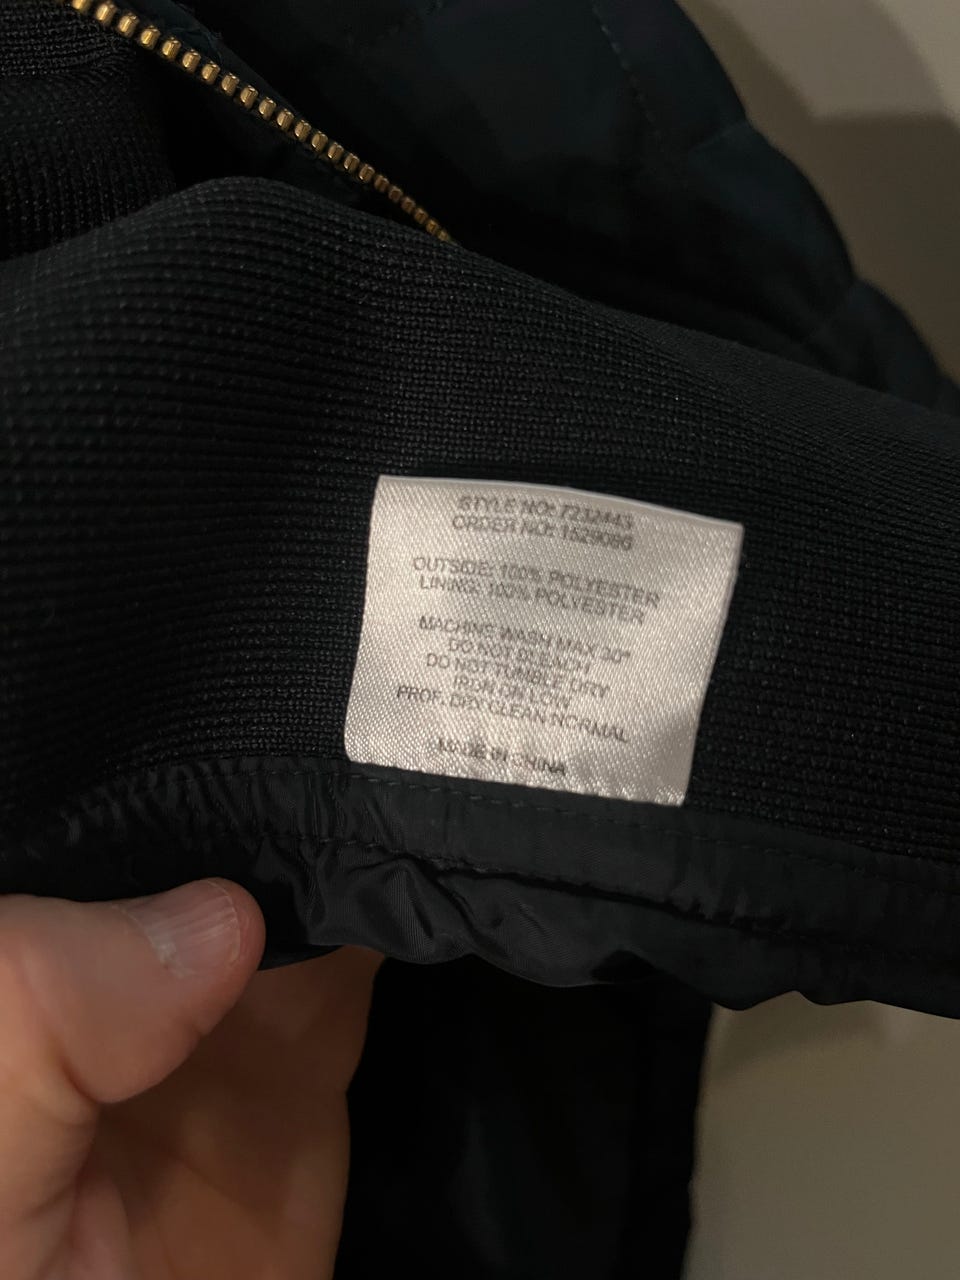 STYLE NO: 7232443
ORDER NO: 1529086
OUTSIDE: 100% POLYESTER
LINING: 100% POLYESTER
MACHINE WASH MAX 30°
DO NOT BLEACH
DO NOT TUMBLE DRY
IRON ON LOW
PROF. DRY CLEAN NORMAL
MADE IN CHINA